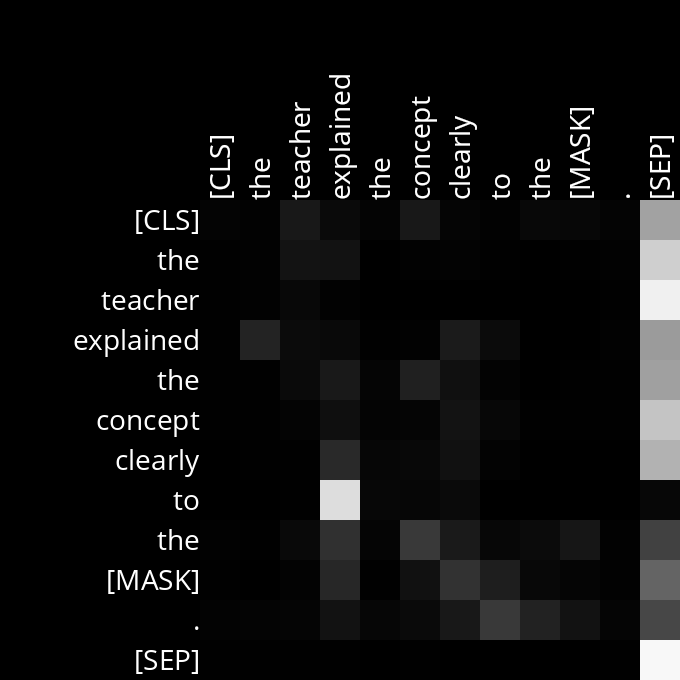 [CLS]
the
teacher
explained
the
concept
clearly
to
the
[MASK]
.
[SEP]
[CLS]
the
teacher
explained
the
concept
clearly
to
the
[MASK]
.
[SEP]